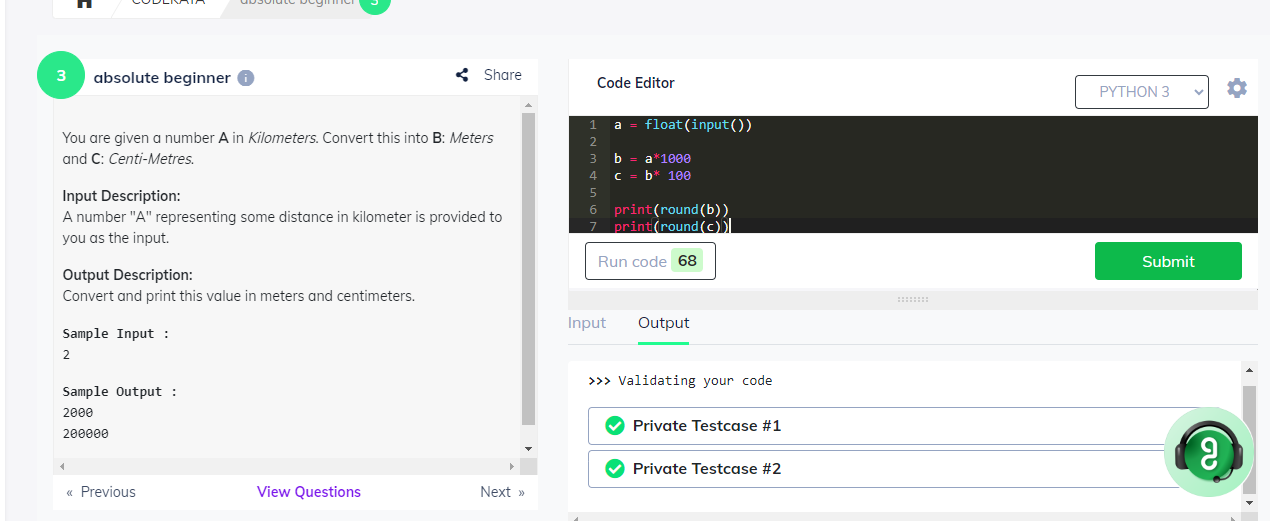 CODEKATA
absolute beginner
3
3
absolute beginner
Share
You are given a number A in Kilometers. Convert this into B: Meters
and C: Centi-Metres.
Input Description:
A number "A" representing some distance in kilometer is provided to
you as the input.
Output Description:
Convert and print this value in meters and centimeters.
Sample Input :
2
Sample Output :
2000
200000
« Previous
View Questions
Next »
Code Editor
PYTHON 3
1 a = float(input())
2
3 b = a*1000
4 c = b* 100
5
6 print(round(b))
7 print(round(c))
Run code 68
Submit
Input
Output
>>> Validating your code
Private Testcase #1
Private Testcase #2